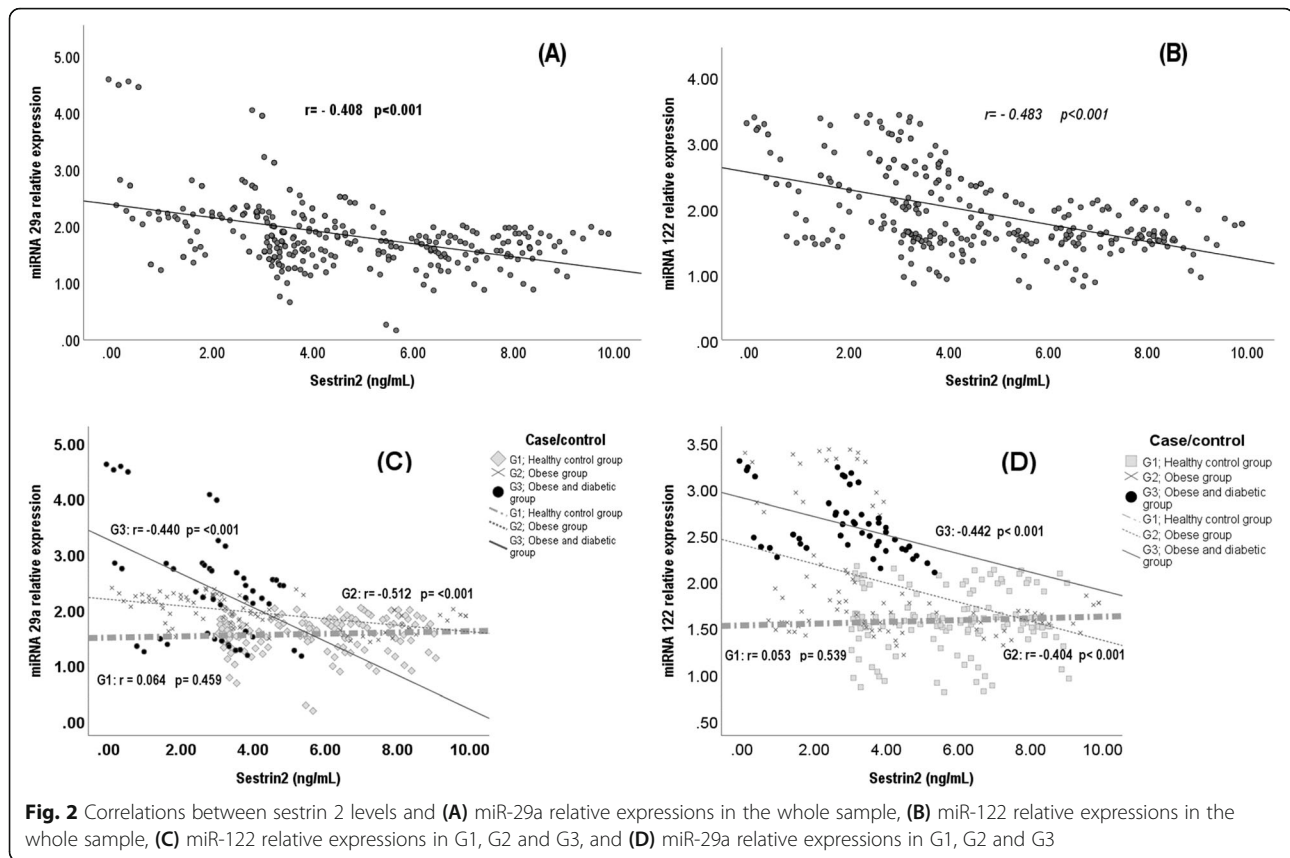 (A)
r= - 0.408 p<0.001
miRNA 29a relative expression
5.00
4.00
3.00
2.00
1.00
.00
.00 2.00 4.00 6.00 8.00 10.00
Sestrin2 (ng/mL)
(B)
r= - 0.483 p<0.001
miRNA 122 relative expression
4.00
3.00
2.00
1.00
.00
.00 2.00 4.00 6.00 8.00 10.00
Sestrin2 (ng/mL)
(C)
miRNA 29a relative expression
5.00
4.00
3.00
2.00
1.00
.00
G3: r= -0.440 p= <0.001
G2: r= -0.512 p= <0.001
G1: r = 0.064 p= 0.459
.00 2.00 4.00 6.00 8.00 10.00
Sestrin2 (ng/mL)
Case/control
G1; Healthy control group
G2; Obese group
G3; Obese and diabetic
group
G1; Healthy control group
G2; Obese group
G3; Obese and diabetic
group
(D)
miRNA 122 relative expression
3.50
3.00
2.50
2.00
1.50
1.00
.50
G3: -0.442 p< 0.001
G1: r= 0.053 p= 0.539
G2: r= -0.404 p< 0.001
.00 2.00 4.00 6.00 8.00 10.00
Sestrin2 (ng/mL)
Case/control
G1; Healthy control group
G2; Obese group
G3; Obese and diabetic
group
G1; Healthy control group
G2; Obese group
G3; Obese and diabetic
group
Fig. 2 Correlations between sestrin 2 levels and (A) miR-29a relative expressions in the whole sample, (B) miR-122 relative expressions in the
whole sample, (C) miR-122 relative expressions in G1, G2 and G3, and (D) miR-29a relative expressions in G1, G2 and G3